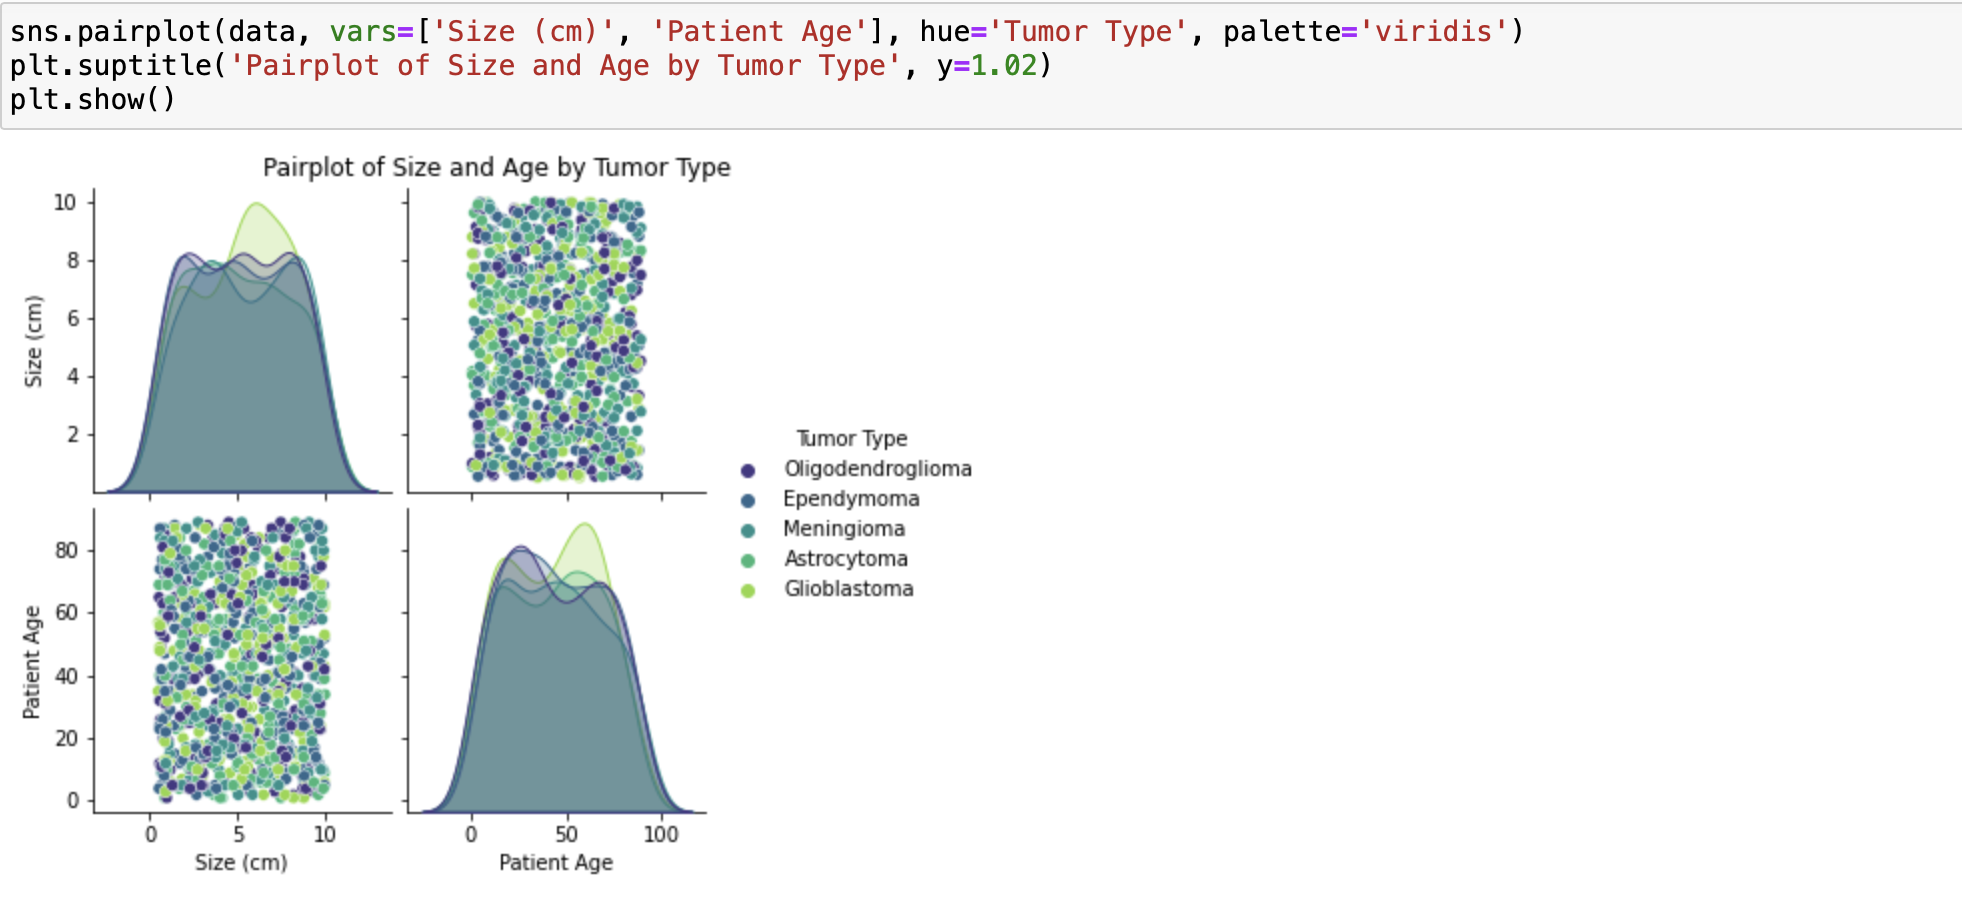 sns.pairplot(data, vars=['Size (cm)', 'Patient Age'], hue='Tumor Type', palette='viridis')
plt.suptitle('Pairplot of Size and Age by Tumor Type', y=1.02)
plt.show()
Pairplot of Size and Age by Tumor Type
10
8
6
4
2
Size (cm)
80
60
40
20
0
Patient Age
0 5 10
Size (cm)
0 50 100
Patient Age
Tumor Type
Oligodendroglioma
Ependymoma
Meningioma
Astrocytoma
Glioblastoma